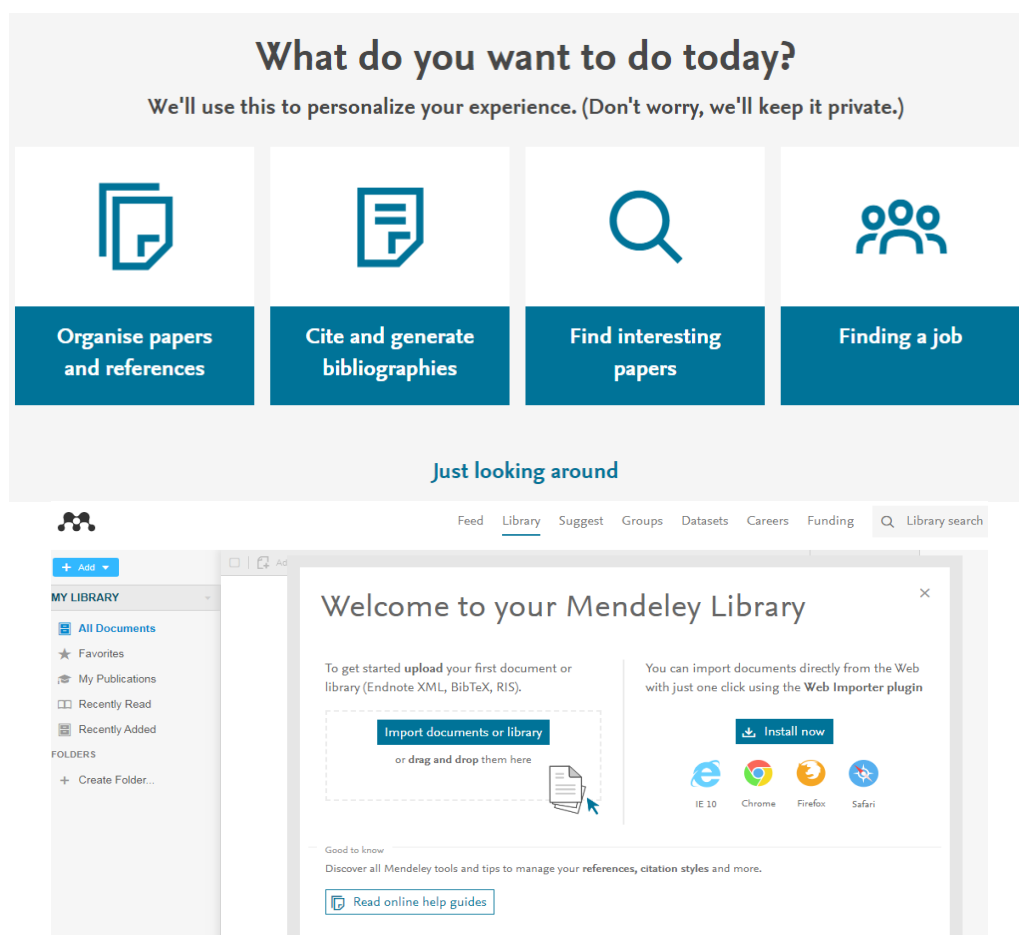 What do you want to do today?
We'll use this to personalize your experience. (Don't worry, we'll keep it private.)
Organise papers
and references
Cite and generate
bibliographies
Find interesting
papers
Finding a job
Just looking around
Feed Library Suggest Groups Datasets Careers Funding Library search
+ Add
Ad
MY LIBRARY
All Documents
Favorites
My Publications
Recently Read
Recently Added
FOLDERS
+ Create Folder...
Welcome to your Mendeley Library
To get started upload your first document or
library (Endnote XML, BibTeX, RIS).
Import documents or library
or drag and drop them here
You can import documents directly from the Web
with just one click using the Web Importer plugin
Install now
IE 10 Chrome Firefox Safari
Good to know
Discover all Mendeley tools and tips to manage your references, citation styles and more.
Read online help guides